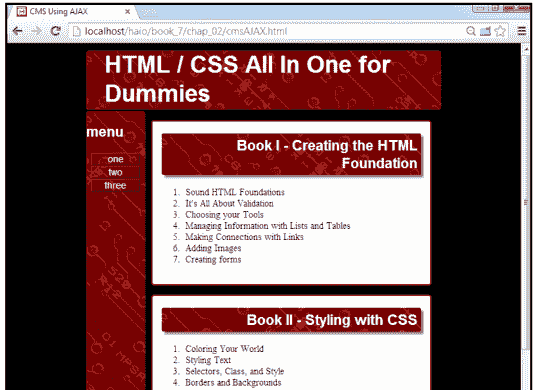 CMS Using AJAX
localhost/haio/book_7/chap_02/cmsAJAX.html
HTML / CSS All In One for
Dummies
menu
one
two
three
Book I - Creating the HTML
Foundation
1. Sound HTML Foundations
2. It's All About Validation
3. Choosing your Tools
4. Managing Information with Lists and Tables
5. Making Connections with Links
6. Adding Images
7. Creating forms
Book II - Styling with CSS
1. Coloring Your World
2. Styling Text
3. Selectors, Class, and Style
4. Borders and Backgrounds